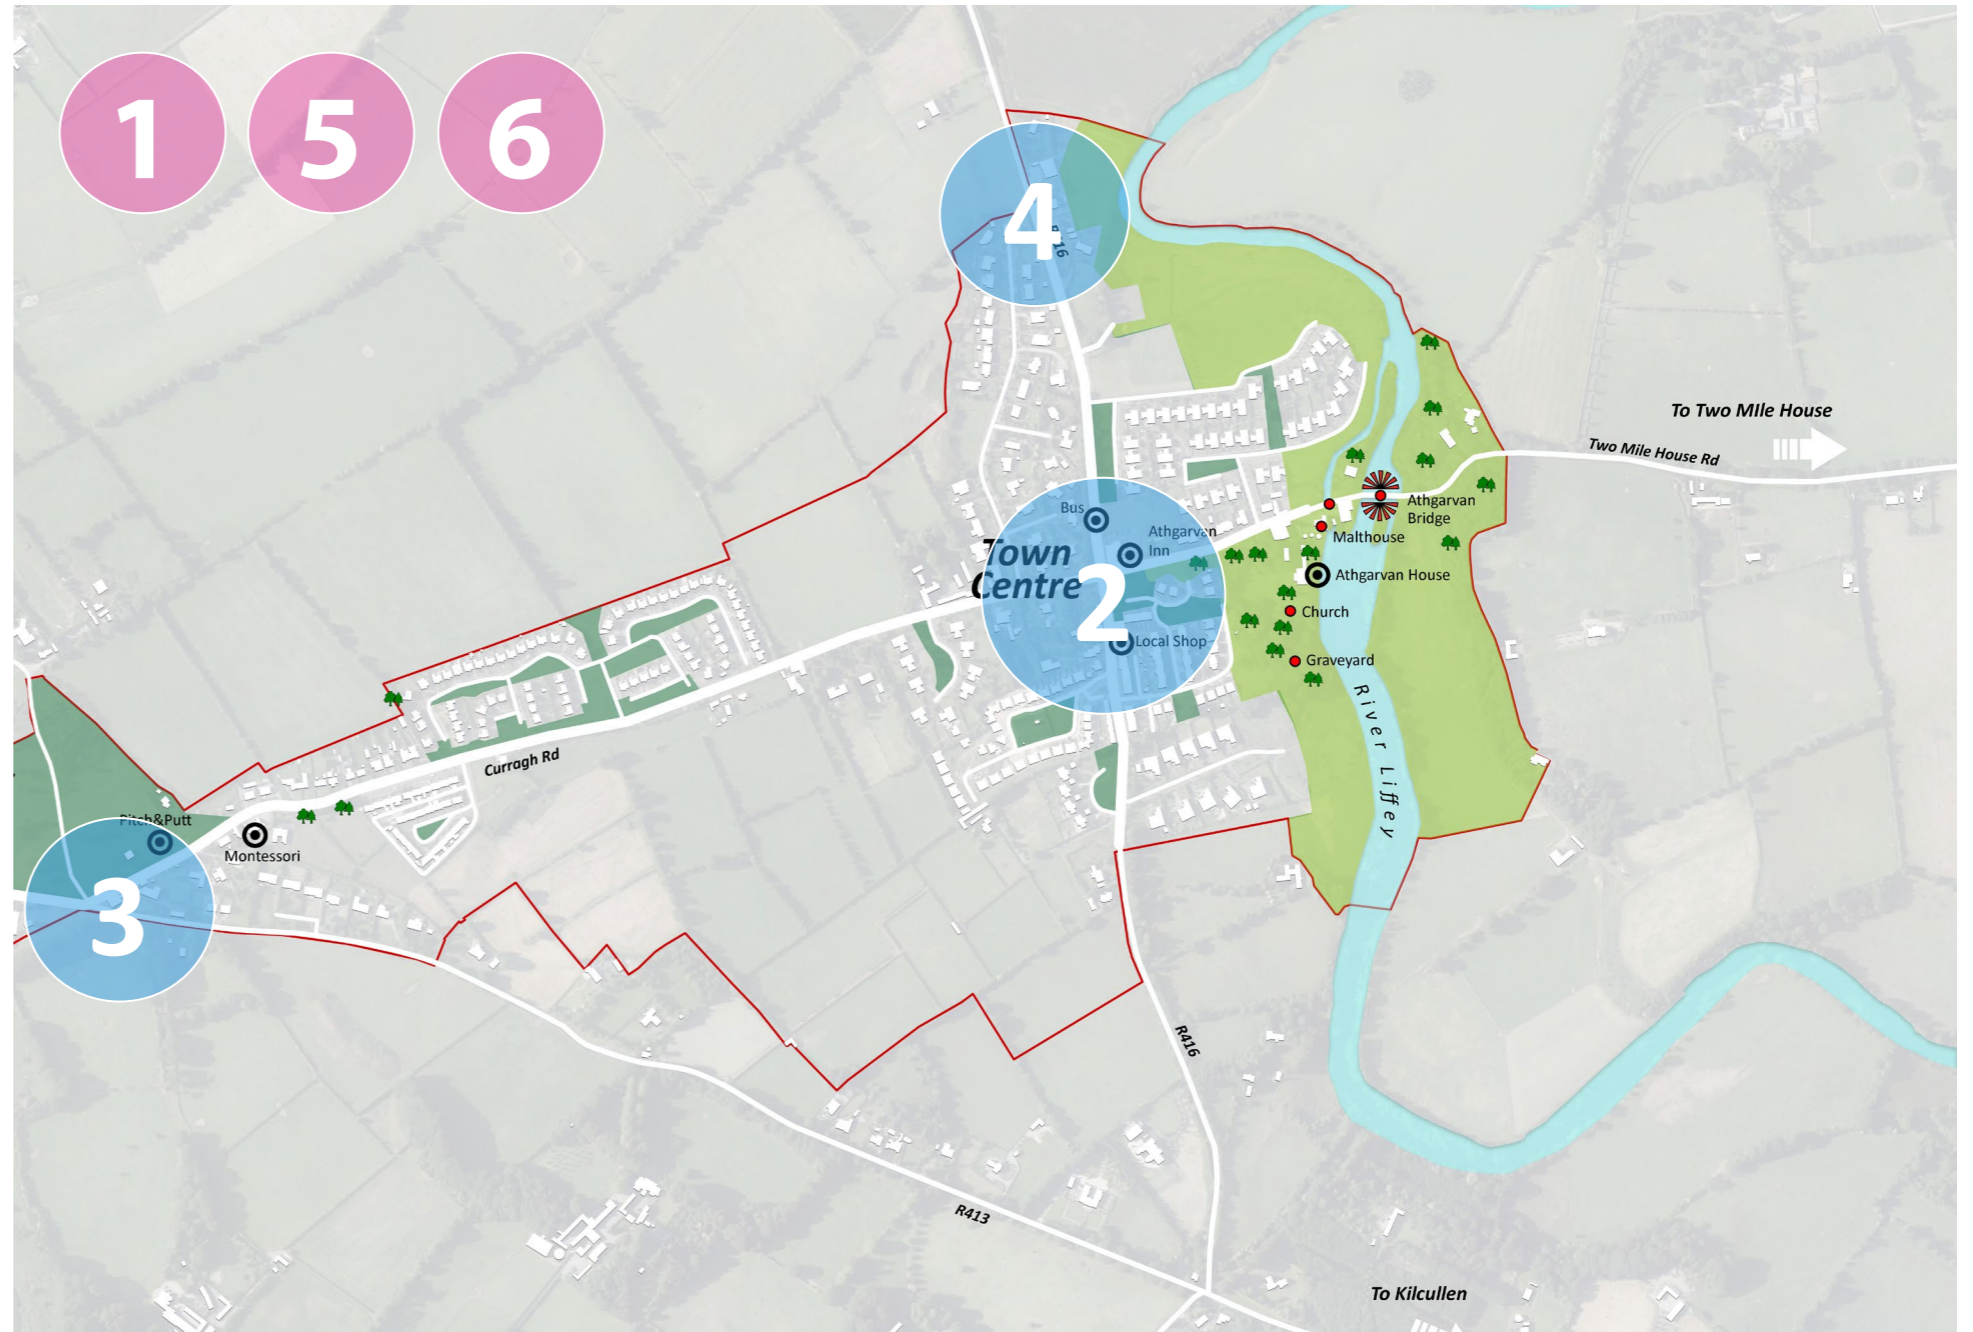 1 5 6
4
R416
To Two MIle House
Two Mile House Rd
Bus
Athgarvan
Inn
Town
Centre
2
Local Shop
Athgarvan
Bridge
Malthouse
Athgarvan House
Church
Graveyard
River Liffey
Curragh Rd
Pitch&Putt
Montessori
3
R416
R413
To Kilcullen